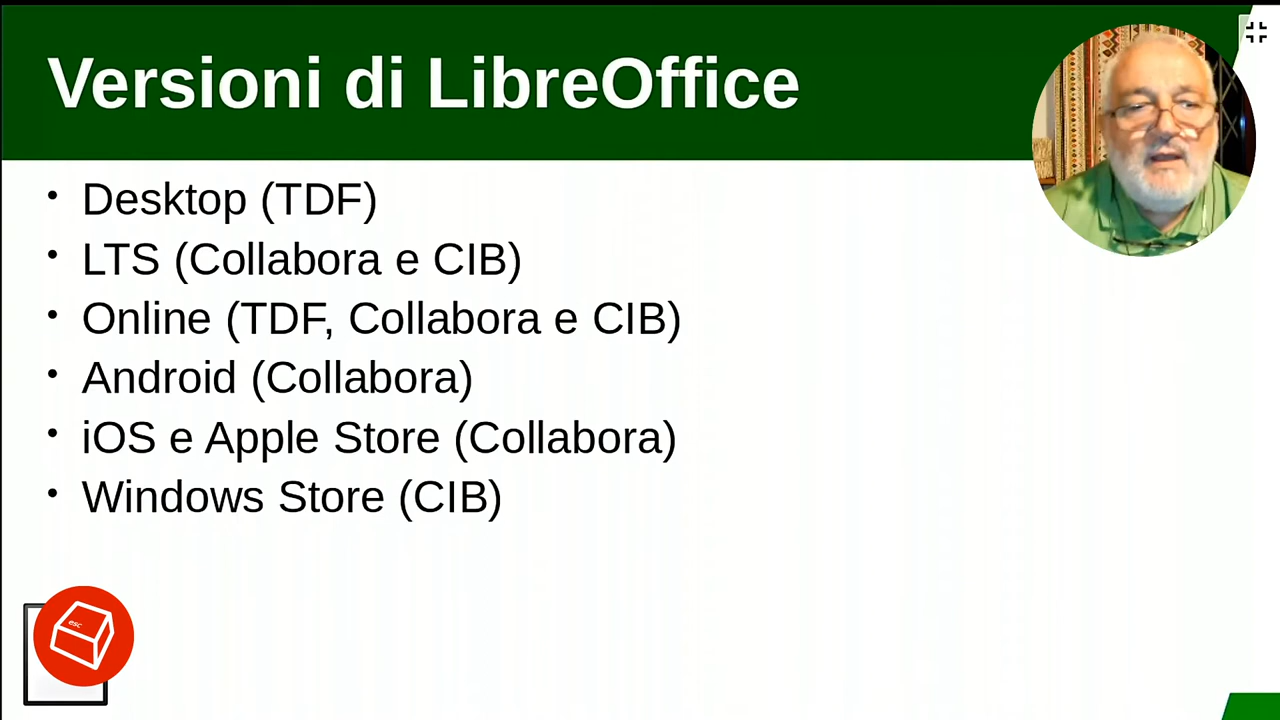 Versioni di LibreOffice
• Desktop (TDF)
• LTS (Collabora e CIB)
• Online (TDF, Collabora e CIB)
• Android (Collabora)
• iOS e Apple Store (Collabora)
• Windows Store (CIB)
esc